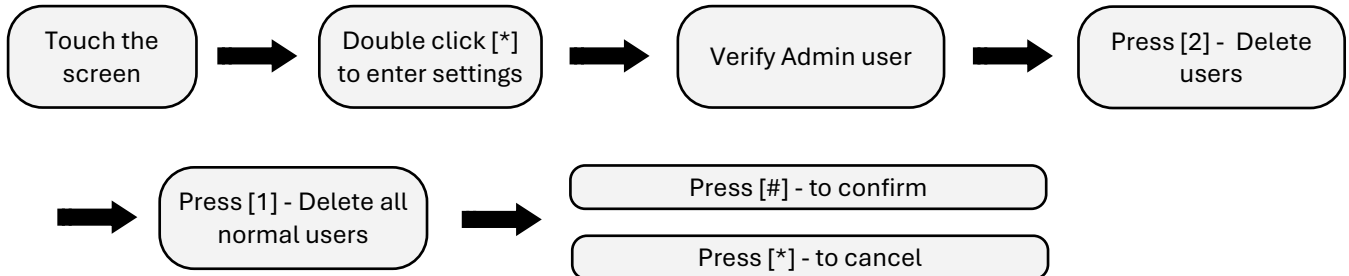 Touch the
screen
Double click [*]
to enter settings
Verify Admin user
Press [2] - Delete
users
Press [1] - Delete all
normal users
Press [#] - to confirm
Press [*] - to cancel